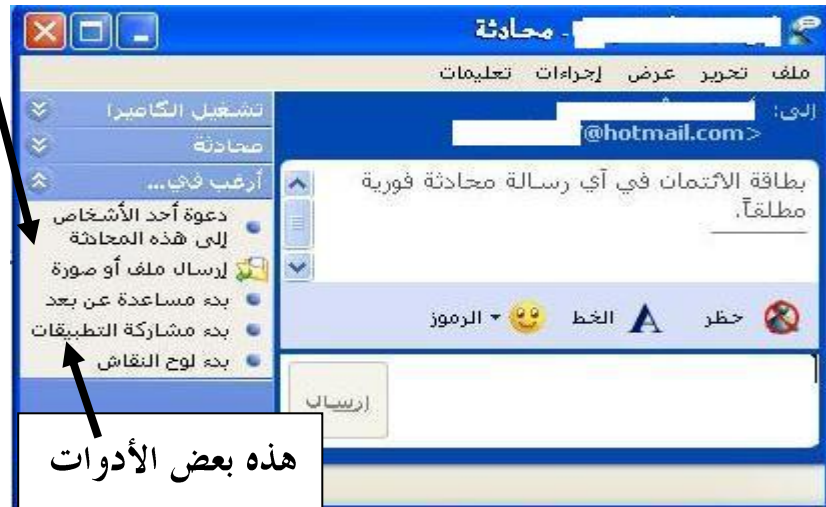 - محادثة
ملف تحرير عرض إجراءات تعليمات
إلى:
@hotmail.com>
بطاقة الائتمان في آي رسالة محادثة فورية
مطلقاً.
حظر الخط الرموز
إرسال
تشغيل الكاميرا
محادثة
أرغب في...
دعوة أحد الأشخاص
إلى هذه المحادثة
إرسال ملف أو صورة
بدء مساعدة عن بعد
بدء مشاركة التطبيقات
بدء لوح النقاش
هذه بعض الأدوات